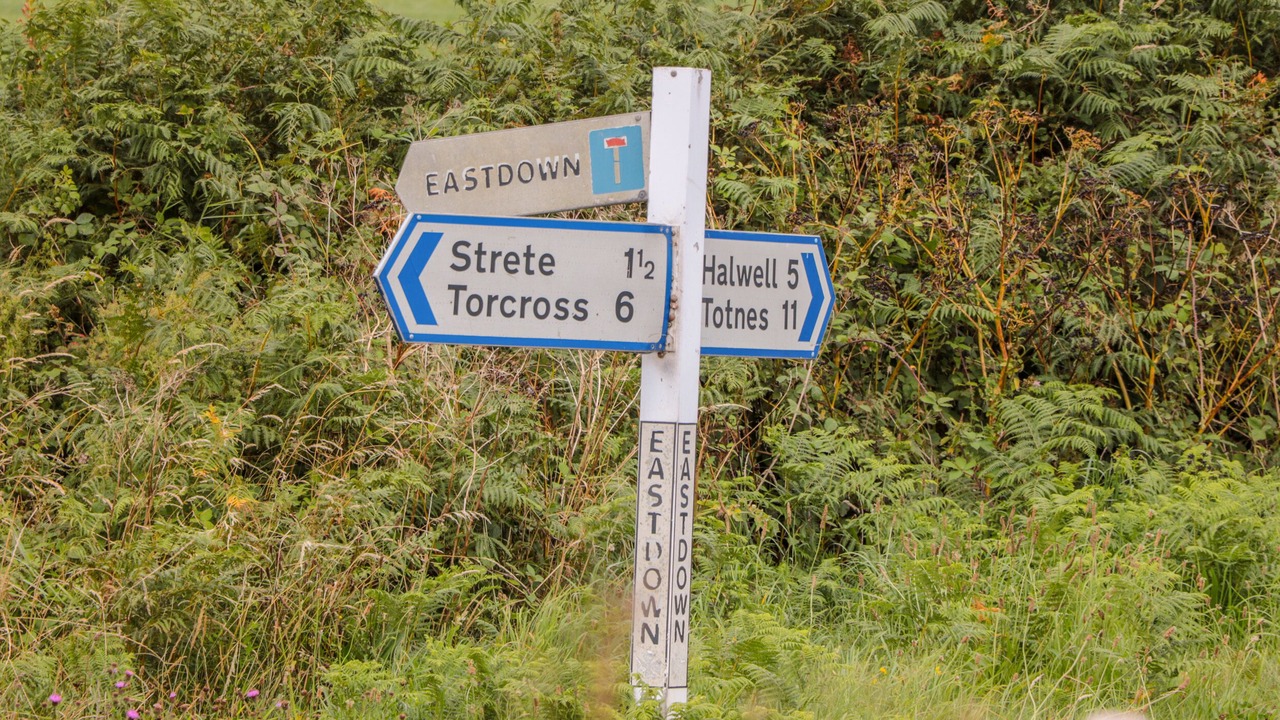 EASTDOWN
Strete 1½
Torcross 6
Halwell 5
Totnes 11
EASTDOWN
EASTDOWN